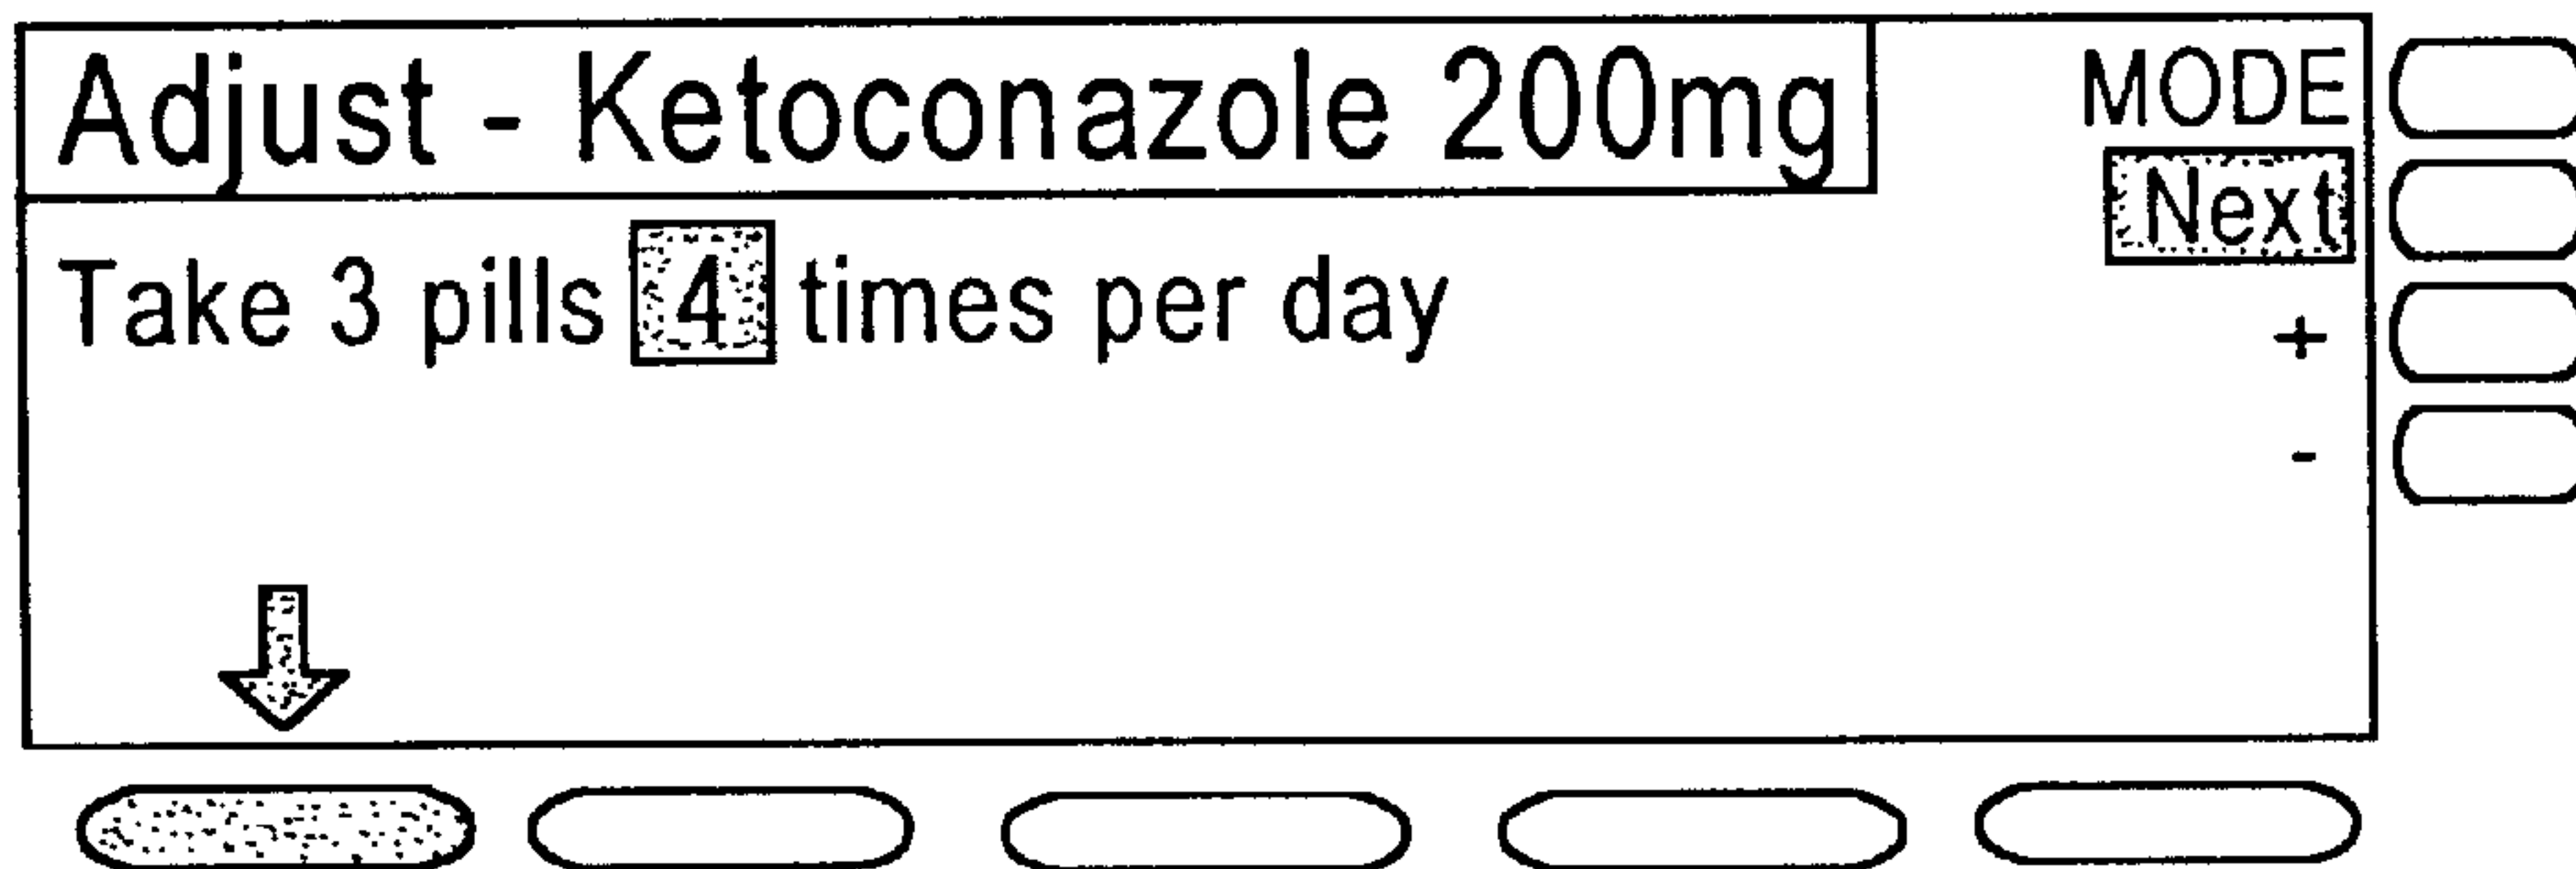 Adjust - Ketoconazole 200mg
MODE
Next
Take 3 pills 4 times per day
+
-